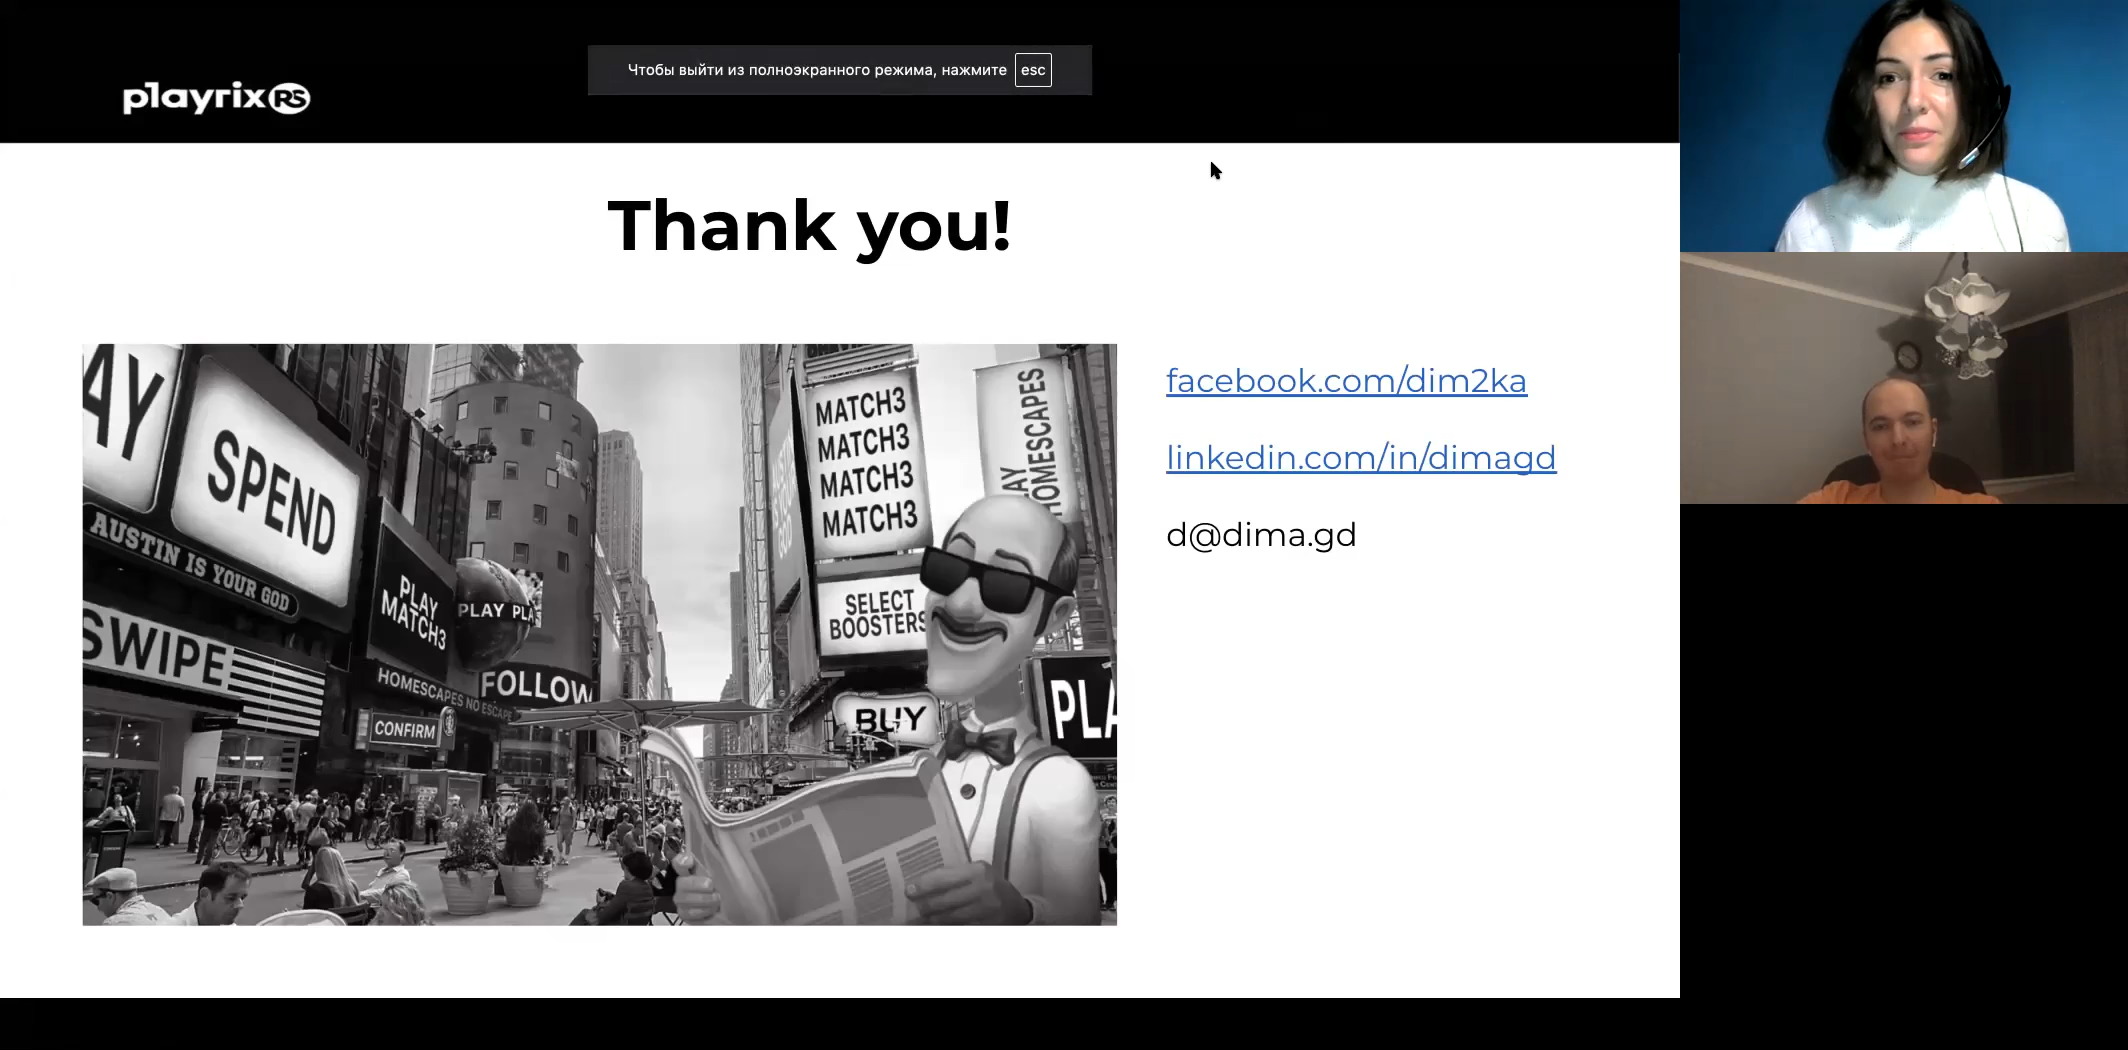 Чтобы выйти из полноэкранного режима, нажмите esc
playrix RS
Thank you!
AY
SPEND
AUSTIN IS YOUR GOD
SWIPE
PLAY
MATCH3
PLAY PLA
HOMESCAPES NO ESCAPE
FOLLOW
CONFIRM
MATCH3
MATCH3
MATCH3
MATCH3
SELECT
BOOSTERS
BUY
AY
HOMESCAPES
PLA
facebook.com/dim2ka
linkedin.com/in/dimagd
d@dima.gd